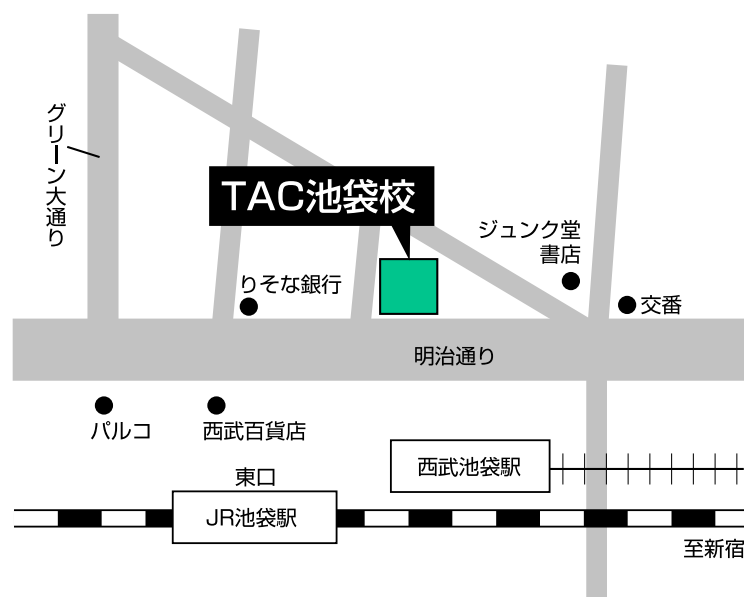 グリーン大通り
TAC池袋校
ジュンク堂
書店
りそな銀行
交番
明治通り
パルコ
西武百貨店
西武池袋駅
東口
JR池袋駅
至新宿